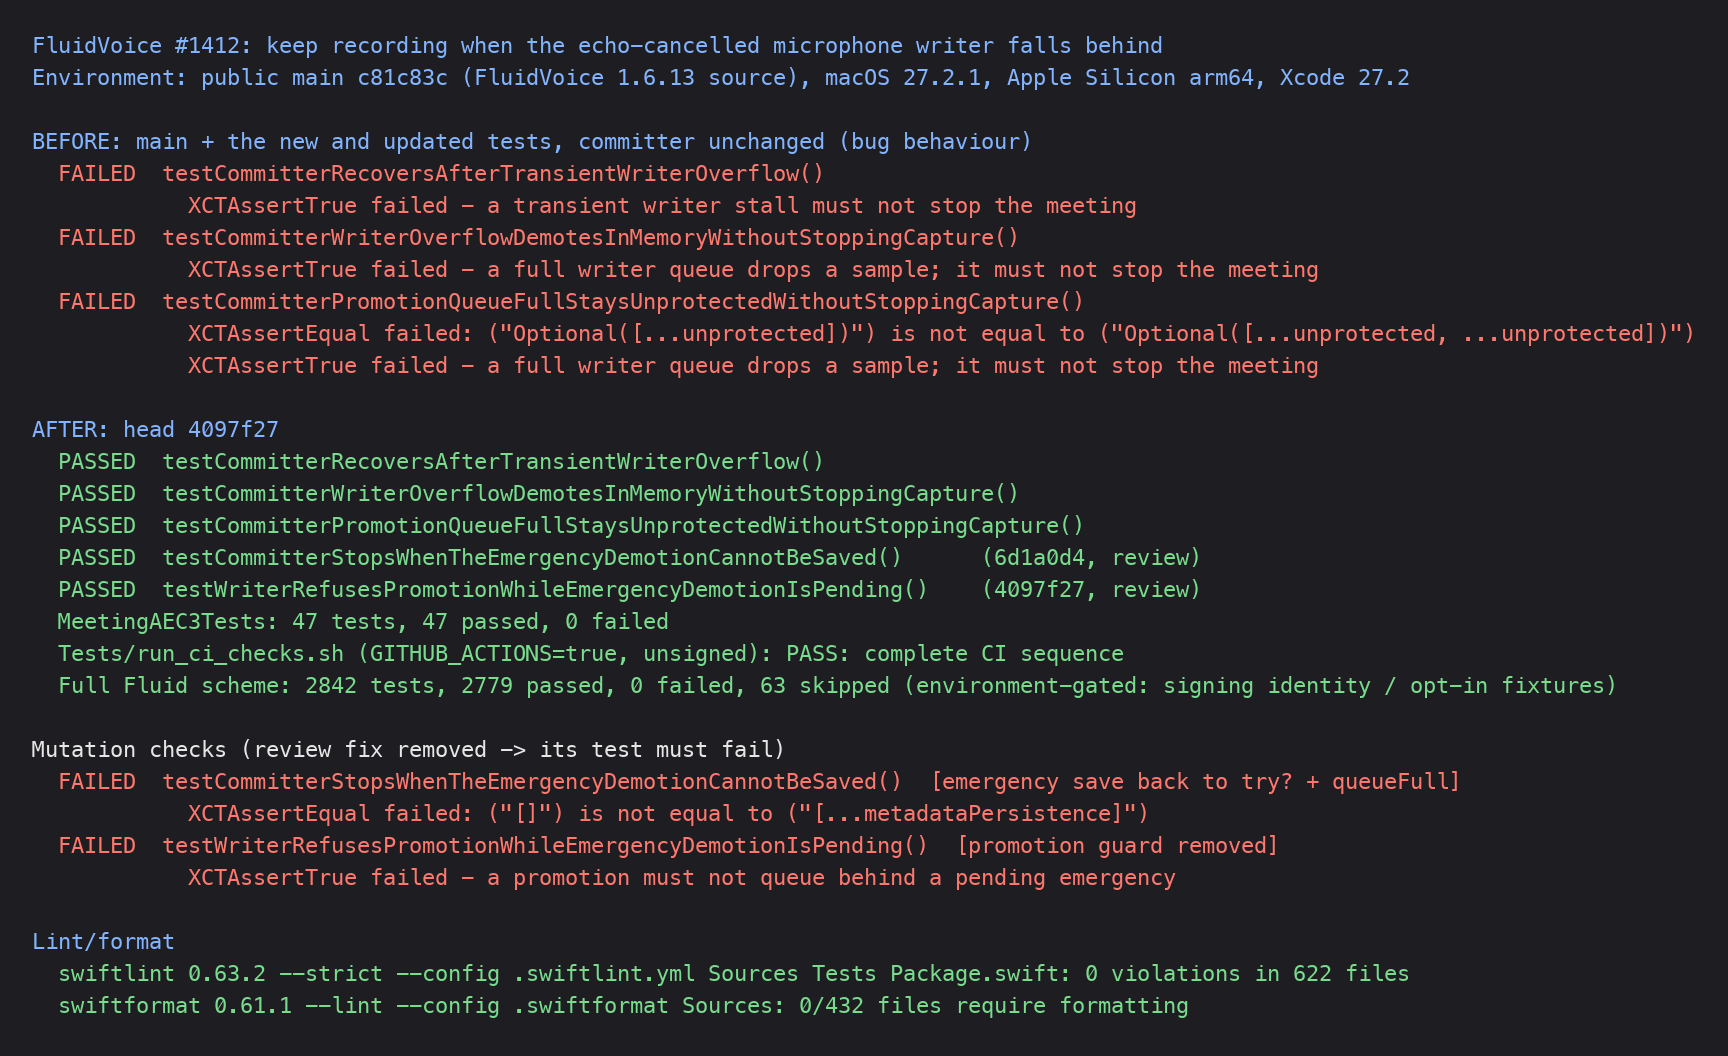 FluidVoice #1412: keep recording when the echo-cancelled microphone writer falls behind
Environment: public main c81c83c (FluidVoice 1.6.13 source), macOS 27.2.1, Apple Silicon arm64, Xcode 27.2
BEFORE: main + the new and updated tests, committer unchanged (bug behaviour)
FAILED  testCommitterRecoversAfterTransientWriterOverflow()
XCTAssertTrue failed – a transient writer stall must not stop the meeting
FAILED  testCommitterWriterOverflowDemotesInMemoryWithoutStoppingCapture()
XCTAssertTrue failed – a full writer queue drops a sample; it must not stop the meeting
FAILED  testCommitterPromotionQueueFullStaysUnprotectedWithoutStoppingCapture()
XCTAssertEqual failed: ("Optional([...unprotected])") is not equal to ("Optional([...unprotected, ...unprotected])")
XCTAssertTrue failed – a full writer queue drops a sample; it must not stop the meeting
AFTER: head 4097f27
PASSED  testCommitterRecoversAfterTransientWriterOverflow()
PASSED  testCommitterWriterOverflowDemotesInMemoryWithoutStoppingCapture()
PASSED  testCommitterPromotionQueueFullStaysUnprotectedWithoutStoppingCapture()
PASSED  testCommitterStopsWhenTheEmergencyDemotionCannotBeSaved()      (6d1a0d4, review)
PASSED  testWriterRefusesPromotionWhileEmergencyDemotionIsPending()    (4097f27, review)
MeetingAEC3Tests: 47 tests, 47 passed, 0 failed
Tests/run_ci_checks.sh (GITHUB_ACTIONS=true, unsigned): PASS: complete CI sequence
Full Fluid scheme: 2842 tests, 2779 passed, 0 failed, 63 skipped (environment-gated: signing identity / opt-in fixtures)
Mutation checks (review fix removed -> its test must fail)
FAILED  testCommitterStopsWhenTheEmergencyDemotionCannotBeSaved()  [emergency save back to try? + queueFull]
XCTAssertEqual failed: ("[]") is not equal to ("[...metadataPersistence]")
FAILED  testWriterRefusesPromotionWhileEmergencyDemotionIsPending()  [promotion guard removed]
XCTAssertTrue failed – a promotion must not queue behind a pending emergency
Lint/format
swiftlint 0.63.2 --strict --config .swiftlint.yml Sources Tests Package.swift: 0 violations in 622 files
swiftformat 0.61.1 --lint --config .swiftformat Sources: 0/432 files require formatting